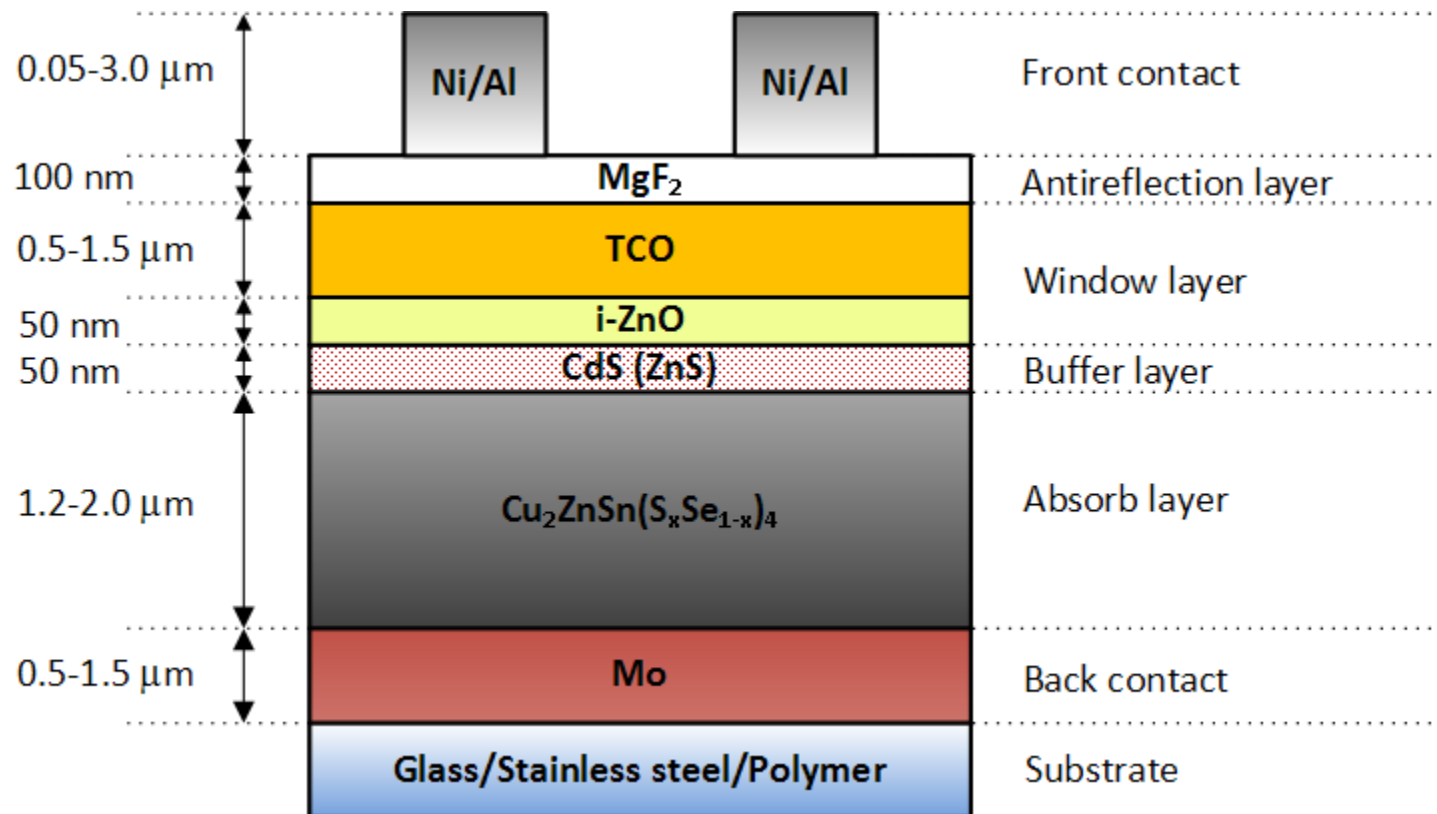 0.05-3.0 µm
Ni/Al
Ni/Al
Front contact
100 nm
MgF₂
Antireflection layer
0.5-1.5 µm
TCO
Window layer
50 nm
i-ZnO
50 nm
CdS (ZnS)
Buffer layer
1.2-2.0 µm
Cu₂ZnSn(SₓSe₁₋ₓ)₄
Absorb layer
0.5-1.5 µm
Mo
Back contact
Glass/Stainless steel/Polymer
Substrate